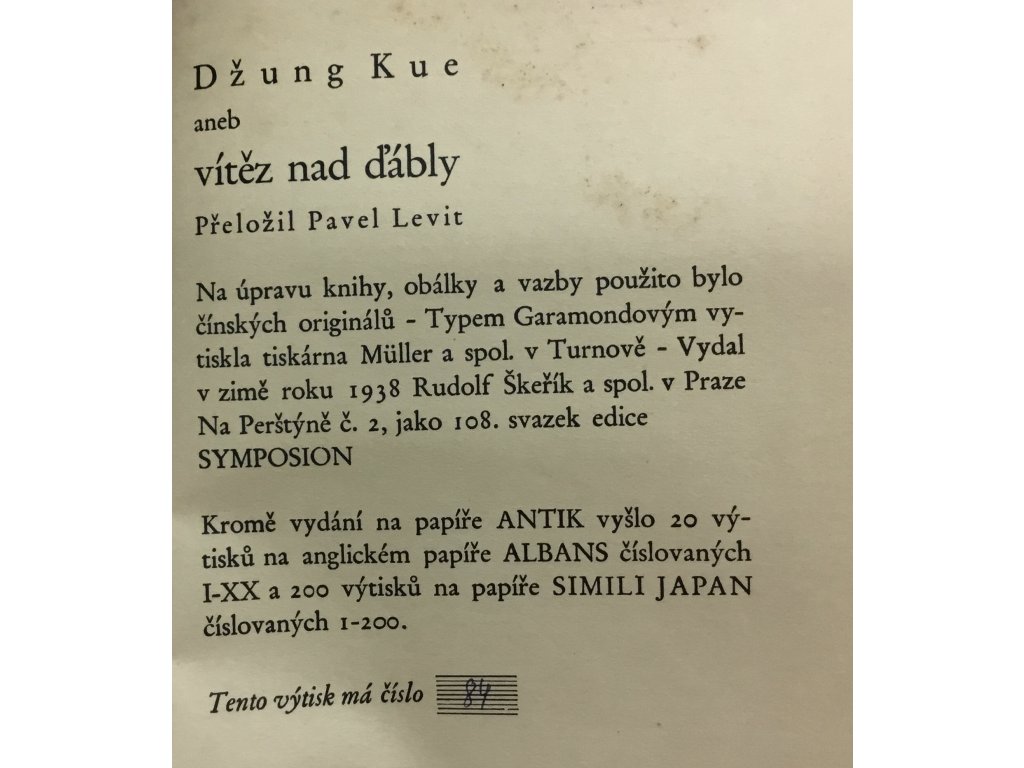 Džung Kue
aneb
vítěz nad ďábly
Přeložil Pavel Levit
Na úpravu knihy, obálky a vazby použito bylo
čínských originálů - Typem Garamondovým vy-
tiskla tiskárna Müller a spol. v Turnově - Vydal
v zimě roku 1938 Rudolf Škeřík a spol. v Praze
Na Perštýně č. 2, jako 108. svazek edice
SYMPOSION
Kromě vydání na papíře ANTIK vyšlo 20 vý-
tisků na anglickém papíře ALBANS číslovaných
I-XX a 200 výtisků na papíře SIMILI JAPAN
číslovaných 1-200.
Tento výtisk má číslo 84